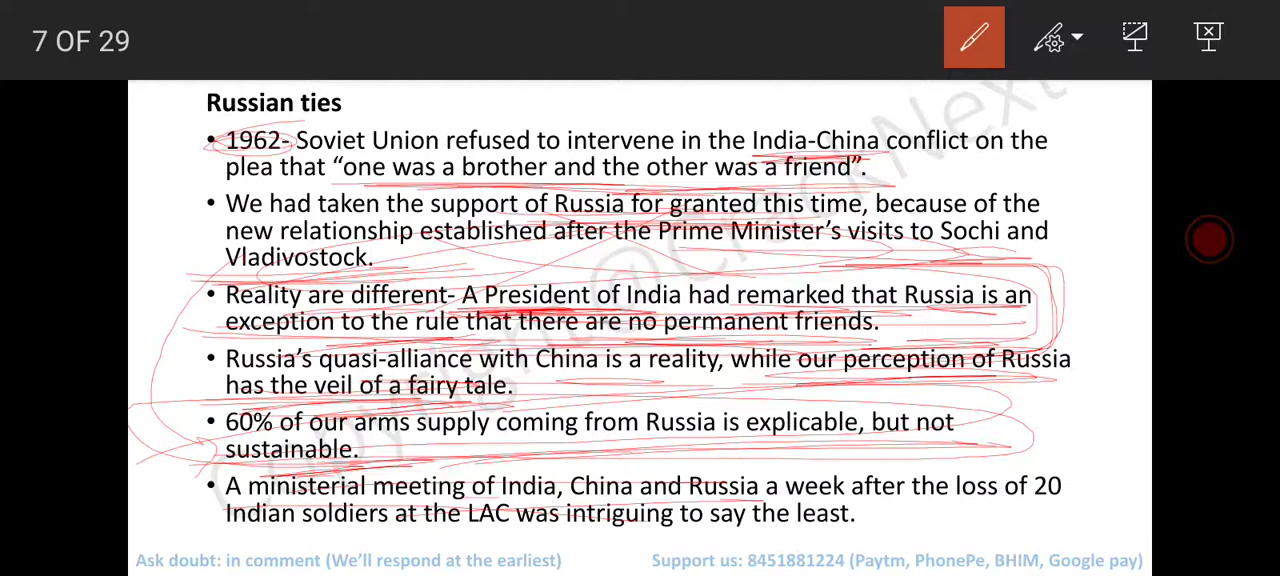 7 OF 29
Russian ties
• 1962- Soviet Union refused to intervene in the India-China conflict on the
plea that “one was a brother and the other was a friend”.
• We had taken the support of Russia for granted this time, because of the
new relationship established after the Prime Minister’s visits to Sochi and
Vladivostock.
• Reality are different- A President of India had remarked that Russia is an
exception to the rule that there are no permanent friends.
• Russia’s quasi-alliance with China is a reality, while our perception of Russia
has the veil of a fairy tale.
• 60% of our arms supply coming from Russia is explicable, but not
sustainable.
• A ministerial meeting of India, China and Russia a week after the loss of 20
Indian soldiers at the LAC was intriguing to say the least.
Copyright@CrackNext
Ask doubt: in comment (We’ll respond at the earliest)
Support us: 8451881224 (Paytm, PhonePe, BHIM, Google pay)